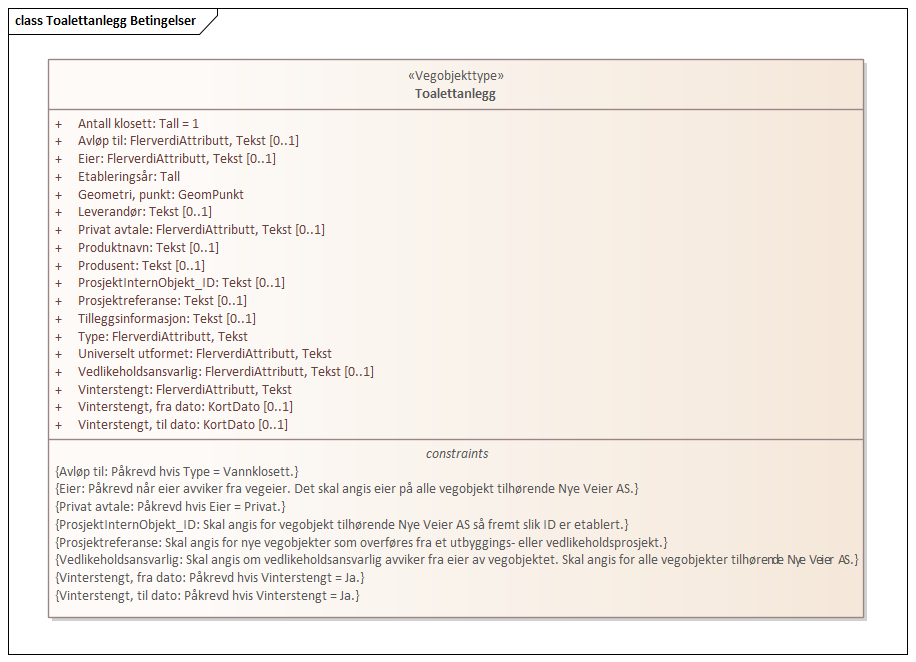 class Toalettanlegg Betingelser
«Vegobjekttype»
Toalettanlegg
+ Antall klosett: Tall = 1
+ Avløp til: FlerverdiAttributt, Tekst [0..1]
+ Eier: FlerverdiAttributt, Tekst [0..1]
+ Etableringsår: Tall
+ Geometri, punkt: GeomPunkt
+ Leverandør: Tekst [0..1]
+ Privat avtale: FlerverdiAttributt, Tekst [0..1]
+ Produktnavn: Tekst [0..1]
+ Produsent: Tekst [0..1]
+ ProsjektInternObjekt_ID: Tekst [0..1]
+ Prosjektreferanse: Tekst [0..1]
+ Tilleggsinformasjon: Tekst [0..1]
+ Type: FlerverdiAttributt, Tekst
+ Universelt utformet: FlerverdiAttributt, Tekst
+ Vedlikeholdsansvarlig: FlerverdiAttributt, Tekst [0..1]
+ Vinterstengt: FlerverdiAttributt, Tekst
+ Vinterstengt, fra dato: KortDato [0..1]
+ Vinterstengt, til dato: KortDato [0..1]
constraints
{Avløp til: Påkrevd hvis Type = Vannklosett.}
{Eier: Påkrevd når eier avviker fra vegeier. Det skal angis eier på alle vegobjekt tilhørende Nye Veier AS.}
{Privat avtale: Påkrevd hvis Eier = Privat.}
{ProsjektInternObjekt_ID: Skal angis for vegobjekt tilhørende Nye Veier AS så fremt slik ID er etablert.}
{Prosjektreferanse: Skal angis for nye vegobjekter som overføres fra et utbyggings- eller vedlikeholdsprosjekt.}
{Vedlikeholdsansvarlig: Skal angis om vedlikeholdsansvarlig avviker fra eier av vegobjektet. Skal angis for alle vegobjekter tilhørende Nye Veier AS.}
{Vinterstengt, fra dato: Påkrevd hvis Vinterstengt = Ja.}
{Vinterstengt, til dato: Påkrevd hvis Vinterstengt = Ja.}